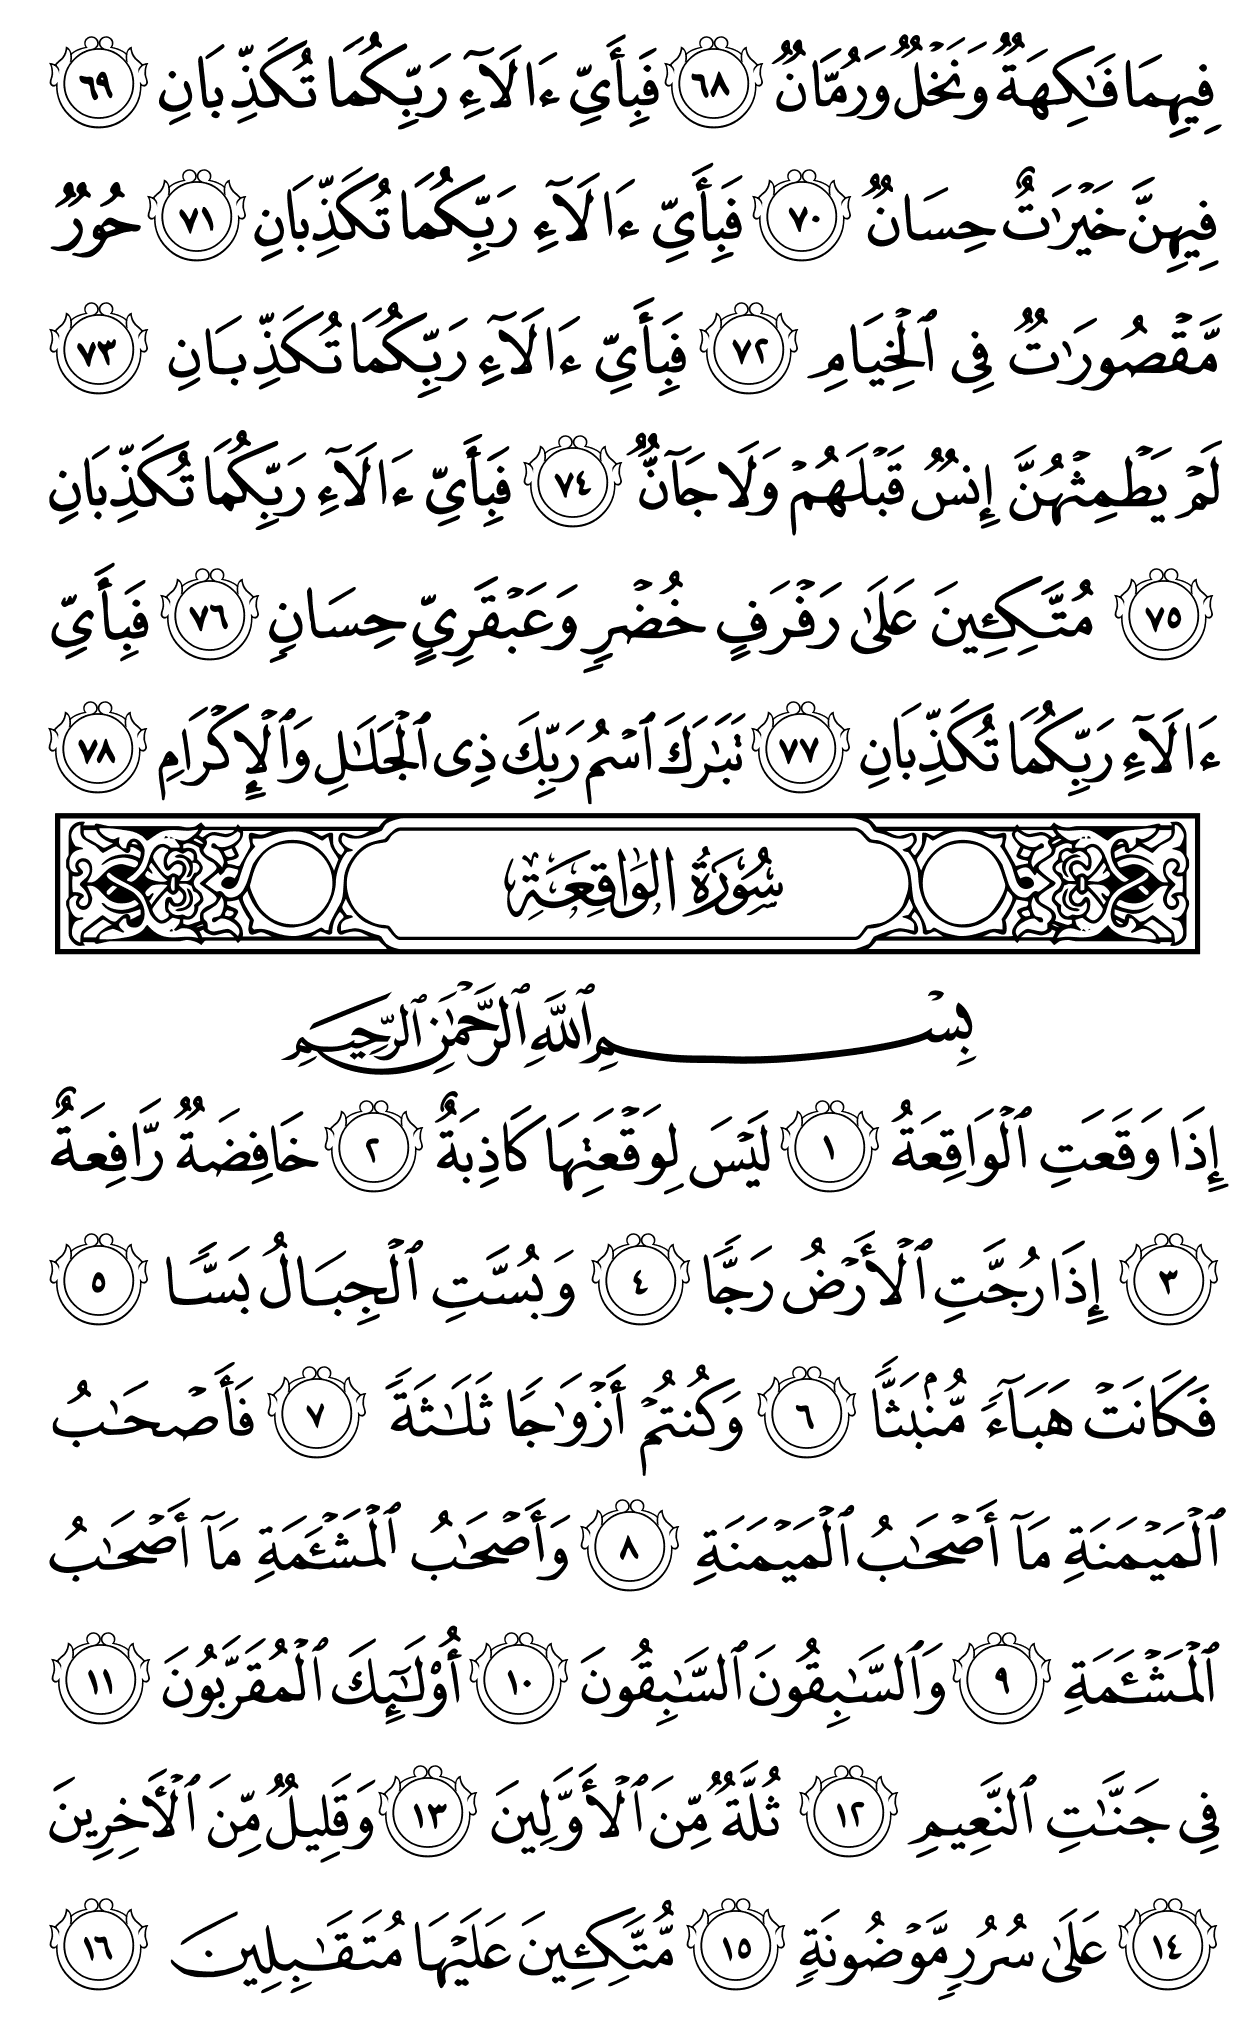 فِيهِمَا فَـٰكِهَةٌ وَنَخْلٌ وَرُمَّانٌ ٦٨ فَبِأَىِّ ءَالَآءِ رَبِّكُمَا تُكَذِّبَانِ ٦٩
فِيهِنَّ خَيْرَٰتٌ حِسَانٌ ٧٠ فَبِأَىِّ ءَالَآءِ رَبِّكُمَا تُكَذِّبَانِ ٧١ حُورٌ
مَّقْصُورَٰتٌ فِى ٱلْخِيَامِ ٧٢ فَبِأَىِّ ءَالَآءِ رَبِّكُمَا تُكَذِّبَانِ ٧٣
لَمْ يَطْمِثْهُنَّ إِنسٌ قَبْلَهُمْ وَلَا جَآنٌّ ٧٤ فَبِأَىِّ ءَالَآءِ رَبِّكُمَا تُكَذِّبَانِ
٧٥ مُتَّكِـِٔينَ عَلَىٰ رَفْرَفٍ خُضْرٍ وَعَبْقَرِىٍّ حِسَانٍ ٧٦ فَبِأَىِّ
ءَالَآءِ رَبِّكُمَا تُكَذِّبَانِ ٧٧ تَبَـٰرَكَ ٱسْمُ رَبِّكَ ذِى ٱلْجَلَـٰلِ وَٱلْإِكْرَامِ ٧٨
سُورَةُ الوَاقِعَةِ
بِسْمِ ٱللَّهِ ٱلرَّحْمَـٰنِ ٱلرَّحِيمِ
إِذَا وَقَعَتِ ٱلْوَاقِعَةُ ١ لَيْسَ لِوَقْعَتِهَا كَاذِبَةٌ ٢ خَافِضَةٌ رَّافِعَةٌ
٣ إِذَا رُجَّتِ ٱلْأَرْضُ رَجًّا ٤ وَبُسَّتِ ٱلْجِبَالُ بَسًّا ٥
فَكَانَتْ هَبَآءً مُّنۢبَثًّا ٦ وَكُنتُمْ أَزْوَٰجًا ثَلَـٰثَةً ٧ فَأَصْحَـٰبُ
ٱلْمَيْمَنَةِ مَآ أَصْحَـٰبُ ٱلْمَيْمَنَةِ ٨ وَأَصْحَـٰبُ ٱلْمَشْـَٔمَةِ مَآ أَصْحَـٰبُ
ٱلْمَشْـَٔمَةِ ٩ وَٱلسَّـٰبِقُونَ ٱلسَّـٰبِقُونَ ١٠ أُو۟لَـٰٓئِكَ ٱلْمُقَرَّبُونَ ١١
فِى جَنَّـٰتِ ٱلنَّعِيمِ ١٢ ثُلَّةٌ مِّنَ ٱلْأَوَّلِينَ ١٣ وَقَلِيلٌ مِّنَ ٱلْـَٔاخِرِينَ
١٤ عَلَىٰ سُرُرٍ مَّوْضُونَةٍ ١٥ مُّتَّكِـِٔينَ عَلَيْهَا مُتَقَـٰبِلِينَ ١٦